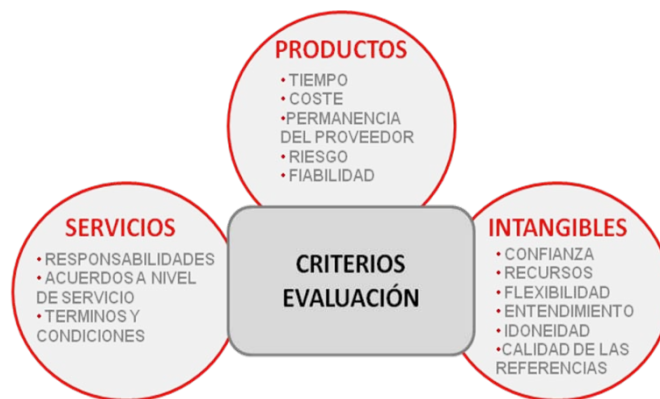 PRODUCTOS
•TIEMPO
•COSTE
•PERMANENCIA
DEL PROVEEDOR
•RIESGO
•FIABILIDAD
SERVICIOS
•RESPONSABILIDADES
•ACUERDOS A NIVEL
DE SERVICIO
•TERMINOS Y
CONDICIONES
CRITERIOS
EVALUACIÓN
INTANGIBLES
•CONFIANZA
•RECURSOS
•FLEXIBILIDAD
•ENTENDIMIENTO
•IDONEIDAD
•CALIDAD DE LAS
REFERENCIAS